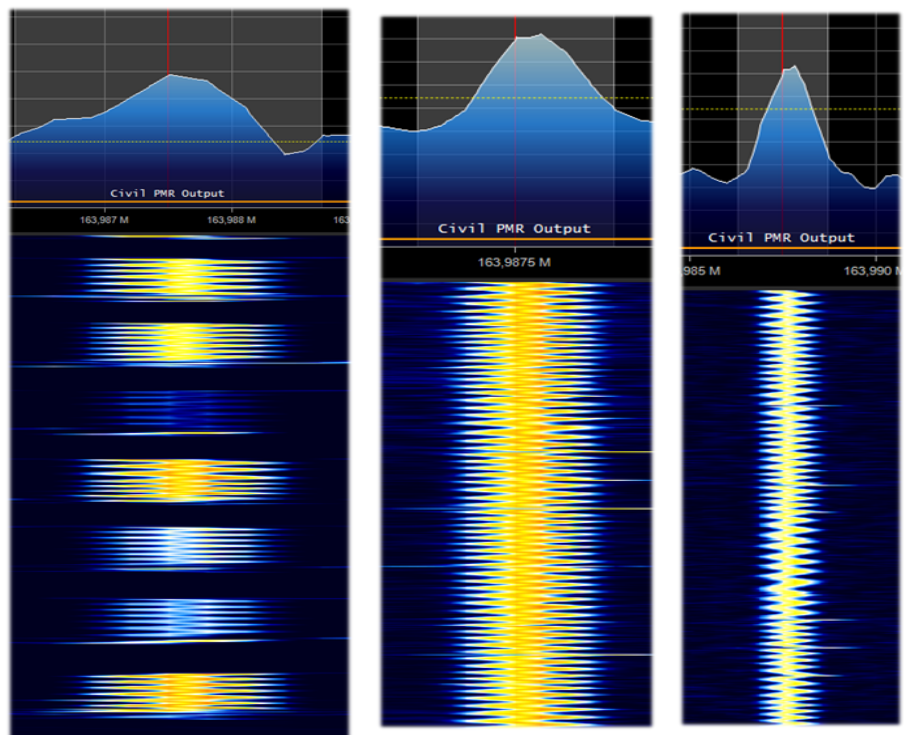 Civil PMR Output
163,987 M
163,988 M
Civil PMR Output
163,9875 M
Civil PMR Output
985 M
163,990 M